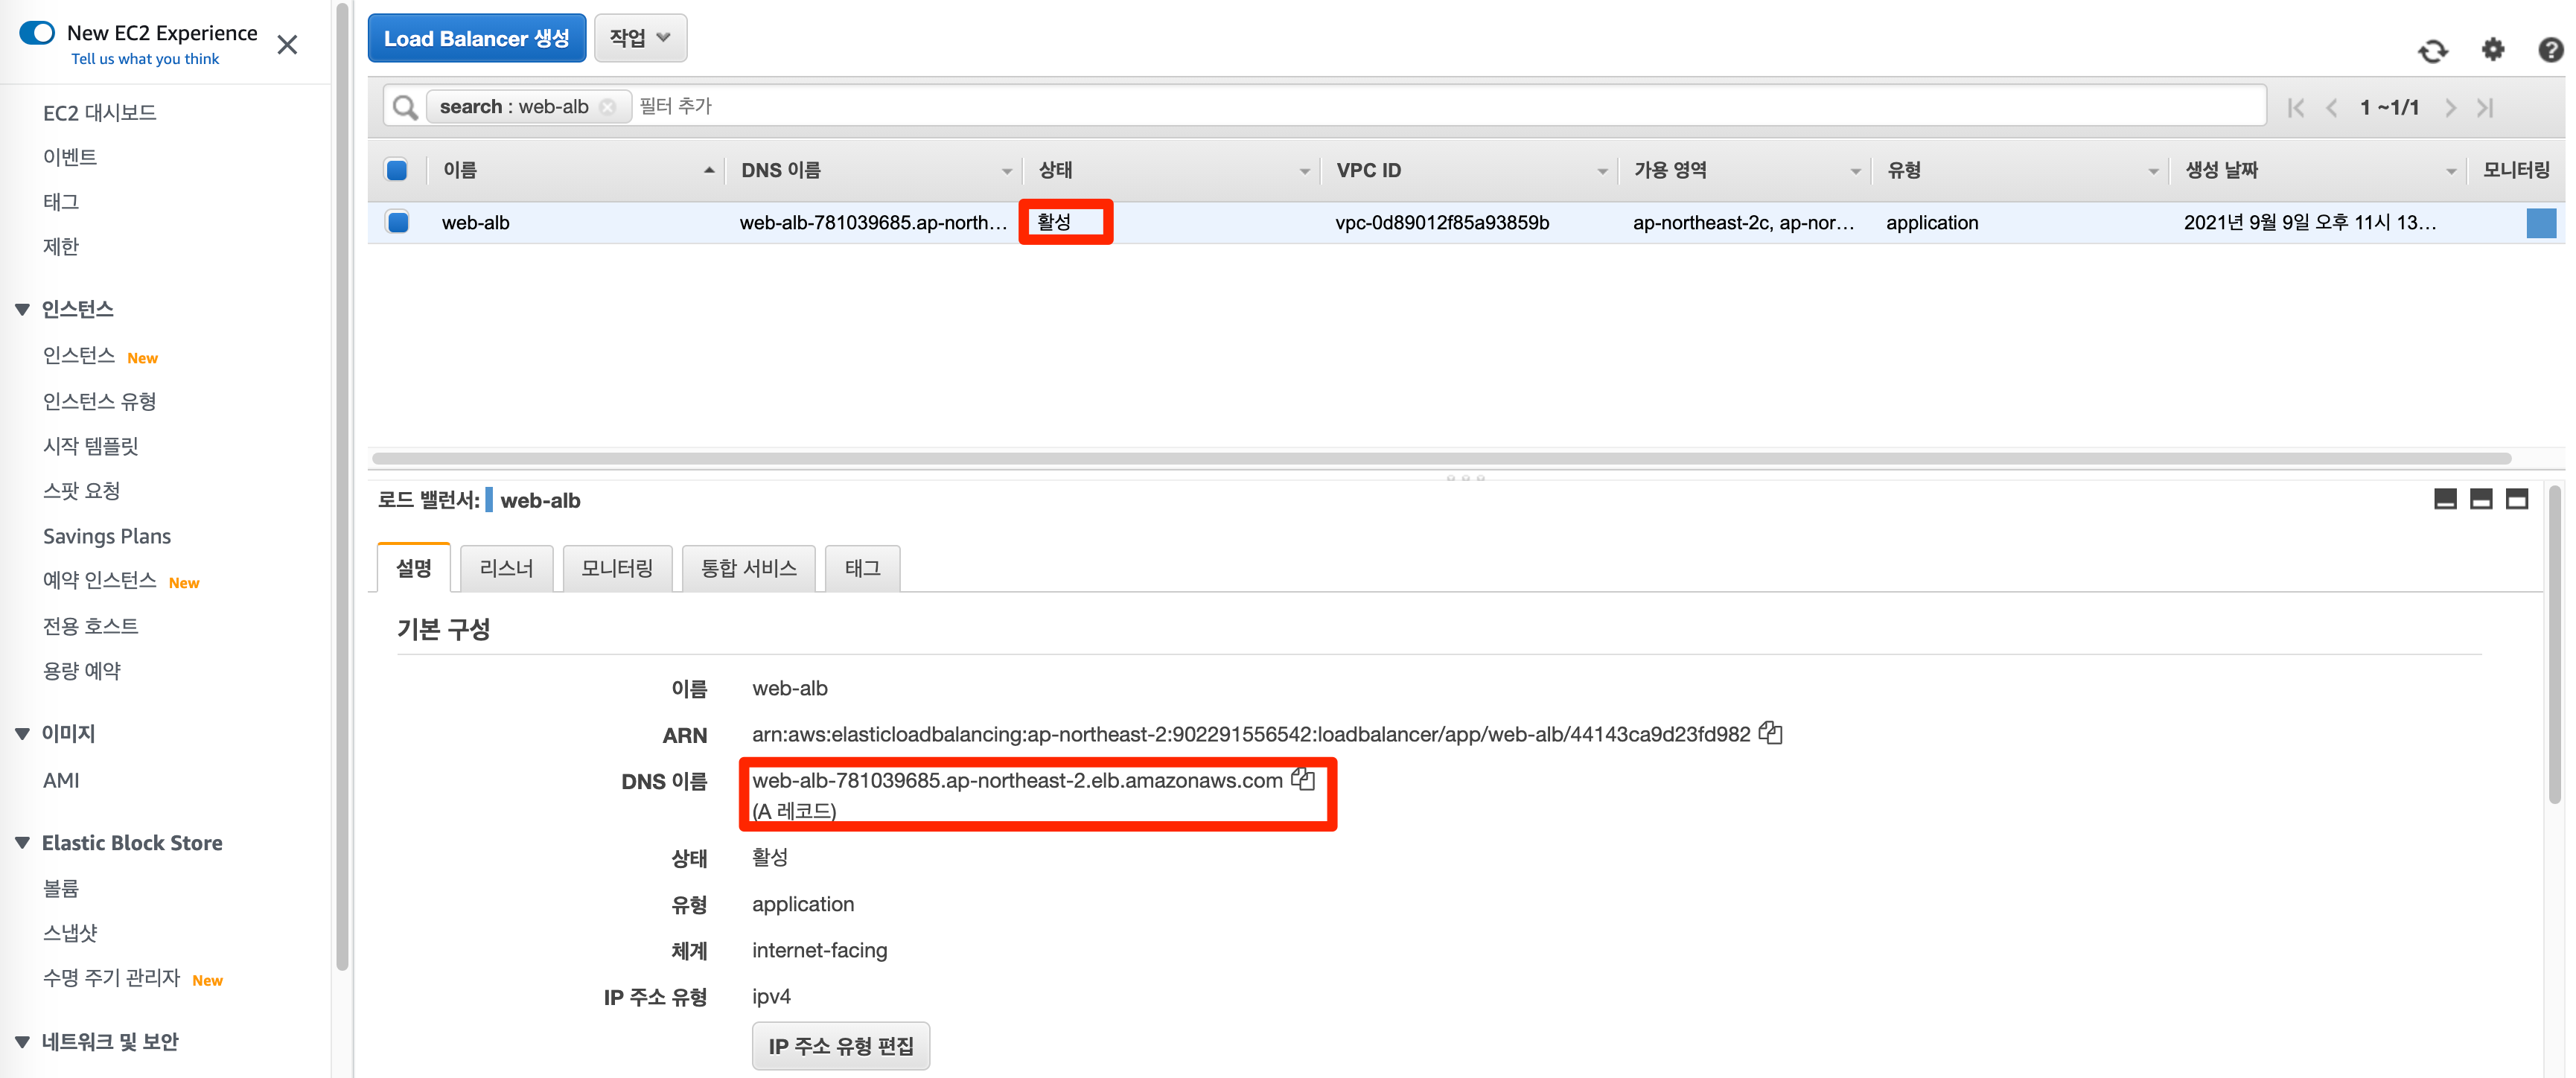 New EC2 Experience
Tell us what you think
EC2 대시보드
이벤트
태그
제한
인스턴스
인스턴스 New
인스턴스 유형
시작 템플릿
스팟 요청
Savings Plans
예약 인스턴스 New
전용 호스트
용량 예약
이미지
AMI
Elastic Block Store
볼륨
스냅샷
수명 주기 관리자 New
네트워크 및 보안
Load Balancer 생성 작업
search : web-alb 필터 추가 1 ~1/1
이름 DNS 이름 상태 VPC ID 가용 영역 유형 생성 날짜 모니터링
web-alb web-alb-781039685.ap-north… 활성 vpc-0d89012f85a93859b ap-northeast-2c, ap-nor… application 2021년 9월 9일 오후 11시 13…
로드 밸런서: web-alb
설명 리스너 모니터링 통합 서비스 태그
기본 구성
이름 web-alb
ARN arn:aws:elasticloadbalancing:ap-northeast-2:902291556542:loadbalancer/app/web-alb/44143ca9d23fd982
DNS 이름 web-alb-781039685.ap-northeast-2.elb.amazonaws.com
(A 레코드)
상태 활성
유형 application
체계 internet-facing
IP 주소 유형 ipv4
IP 주소 유형 편집